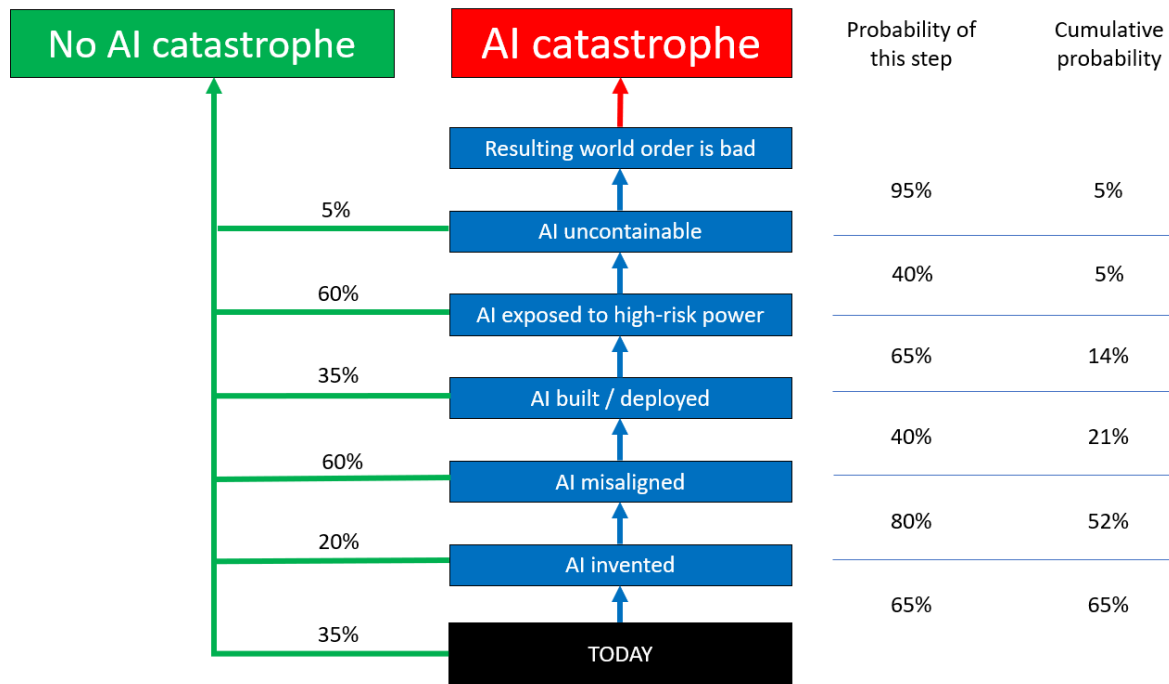 No AI catastrophe
AI catastrophe
Probability of
this step
Cumulative
probability
Resulting world order is bad
95%
5%
5%
AI uncontainable
40%
5%
60%
AI exposed to high-risk power
65%
14%
35%
AI built / deployed
40%
21%
60%
AI misaligned
80%
52%
20%
AI invented
65%
65%
35%
TODAY